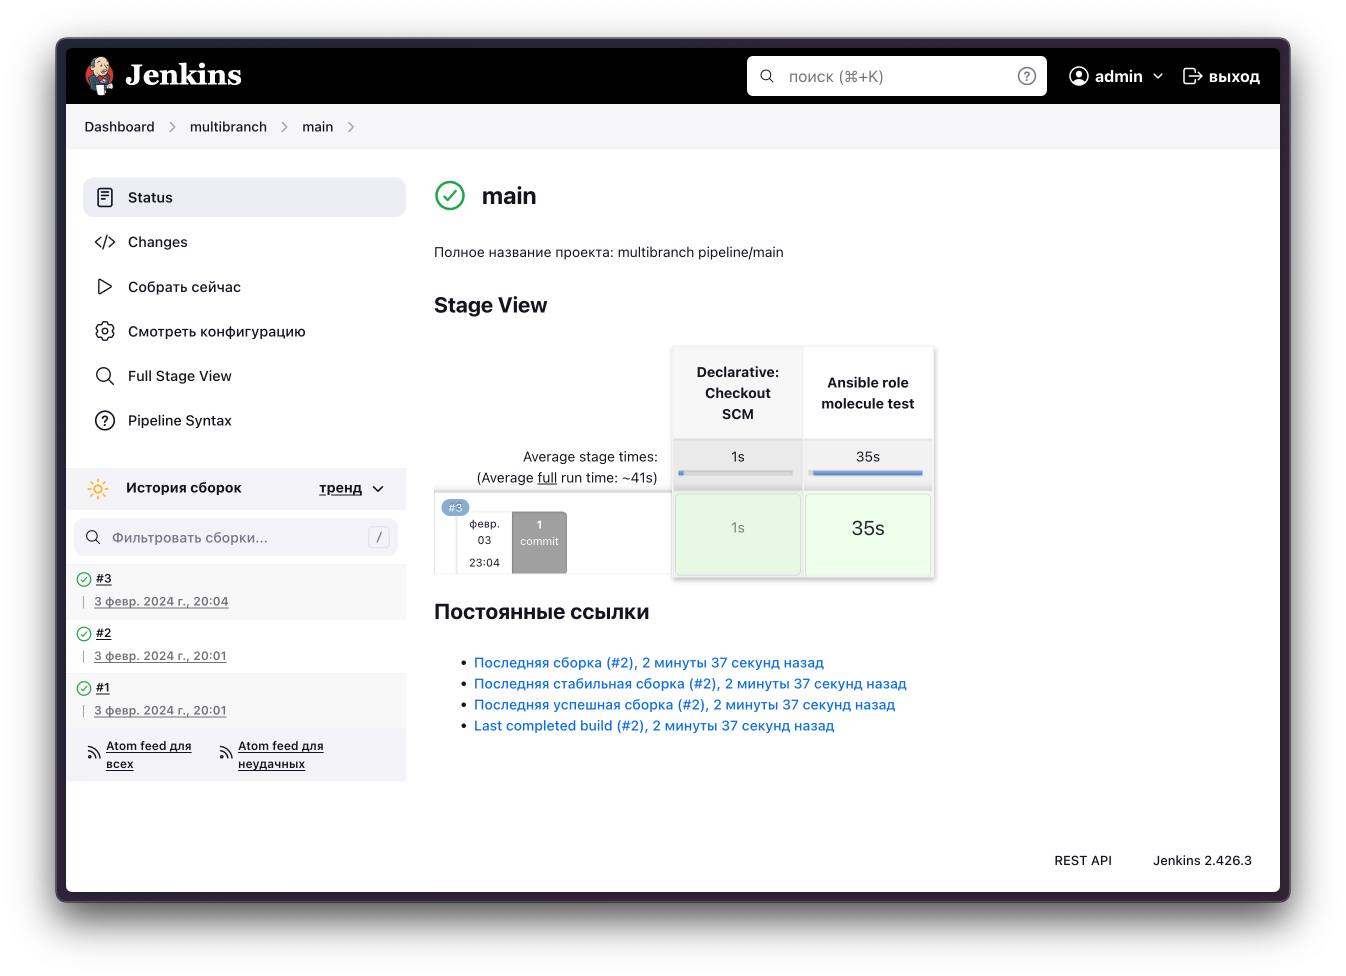 Jenkins
поиск (⌘+K)
admin
выход
Dashboard
multibranch
main
Status
Changes
Собрать сейчас
Смотреть конфигурацию
Full Stage View
Pipeline Syntax
История сборок
тренд
Фильтровать сборки...
/
#3
3 февр. 2024 г., 20:04
#2
3 февр. 2024 г., 20:01
#1
3 февр. 2024 г., 20:01
Atom feed для
всех
Atom feed для
неудачных
main
Полное название проекта: multibranch pipeline/main
Stage View
Declarative:
Checkout
SCM
Ansible role
molecule test
Average stage times:
(Average full run time: ~41s)
1s
35s
#3
февр.
03
23:04
1
commit
1s
35s
Постоянные ссылки
• Последняя сборка (#2), 2 минуты 37 секунд назад
• Последняя стабильная сборка (#2), 2 минуты 37 секунд назад
• Последняя успешная сборка (#2), 2 минуты 37 секунд назад
• Last completed build (#2), 2 минуты 37 секунд назад
REST API
Jenkins 2.426.3